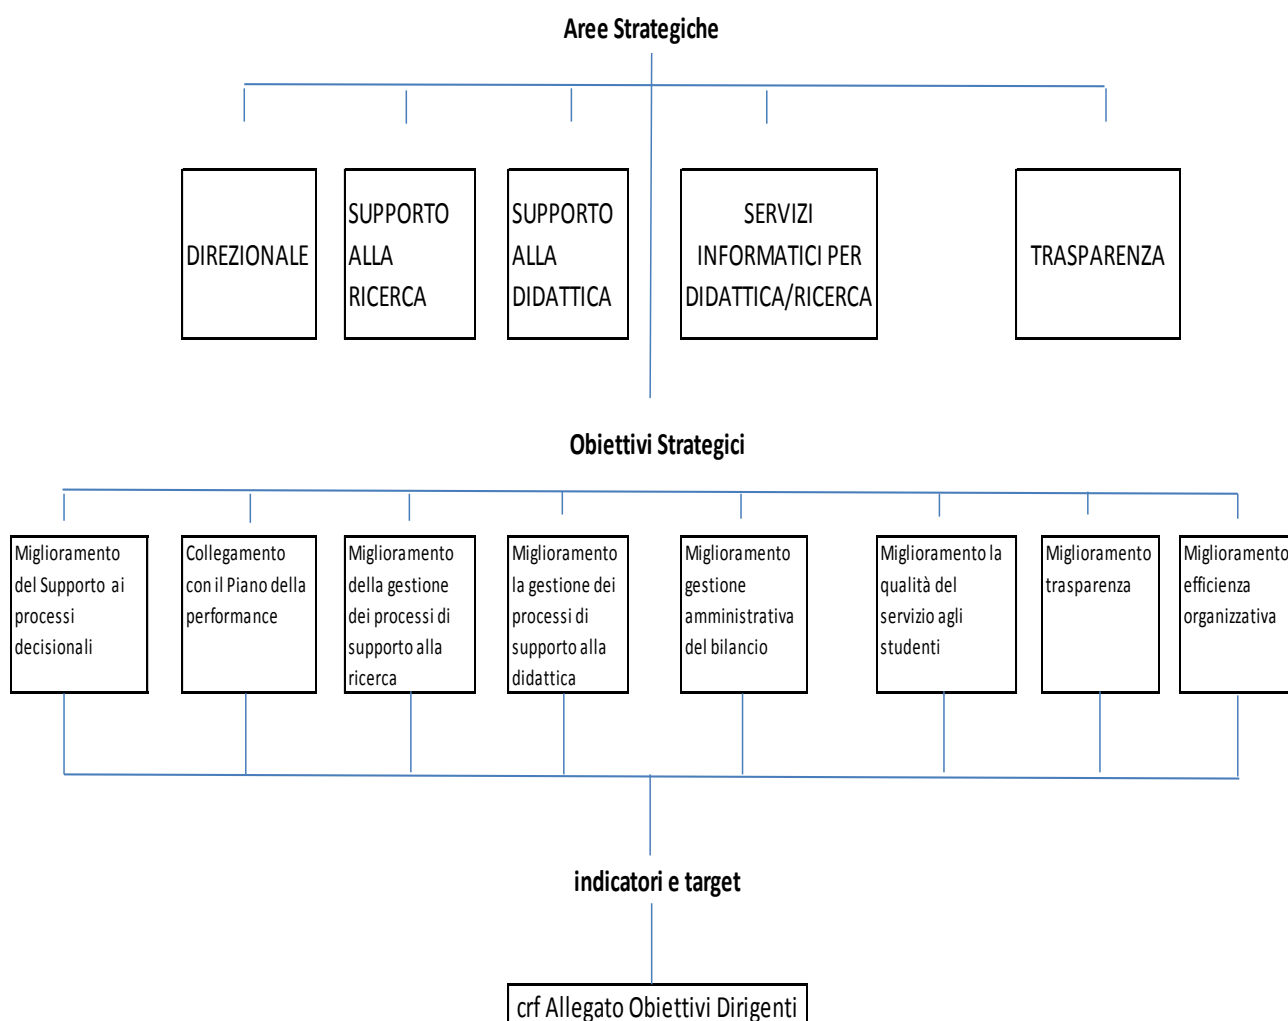 Aree Strategiche
DIREZIONALE
SUPPORTO
ALLA
RICERCA
SUPPORTO
ALLA
DIDATTICA
SERVIZI
INFORMATICI PER
DIDATTICA/RICERCA
TRASPARENZA
Obiettivi Strategici
Miglioramento
del Supporto ai
processi
decisionali
Collegamento
con il Piano della
performance
Miglioramento
della gestione
dei processi di
supporto alla
ricerca
Miglioramento
la gestione dei
processi di
supporto alla
didattica
Miglioramento
gestione
amministrativa
del bilancio
Miglioramento la
qualità del
servizio agli
studenti
Miglioramento
trasparenza
Miglioramento
efficienza
organizzativa
indicatori e target
crf Allegato Obiettivi Dirigenti